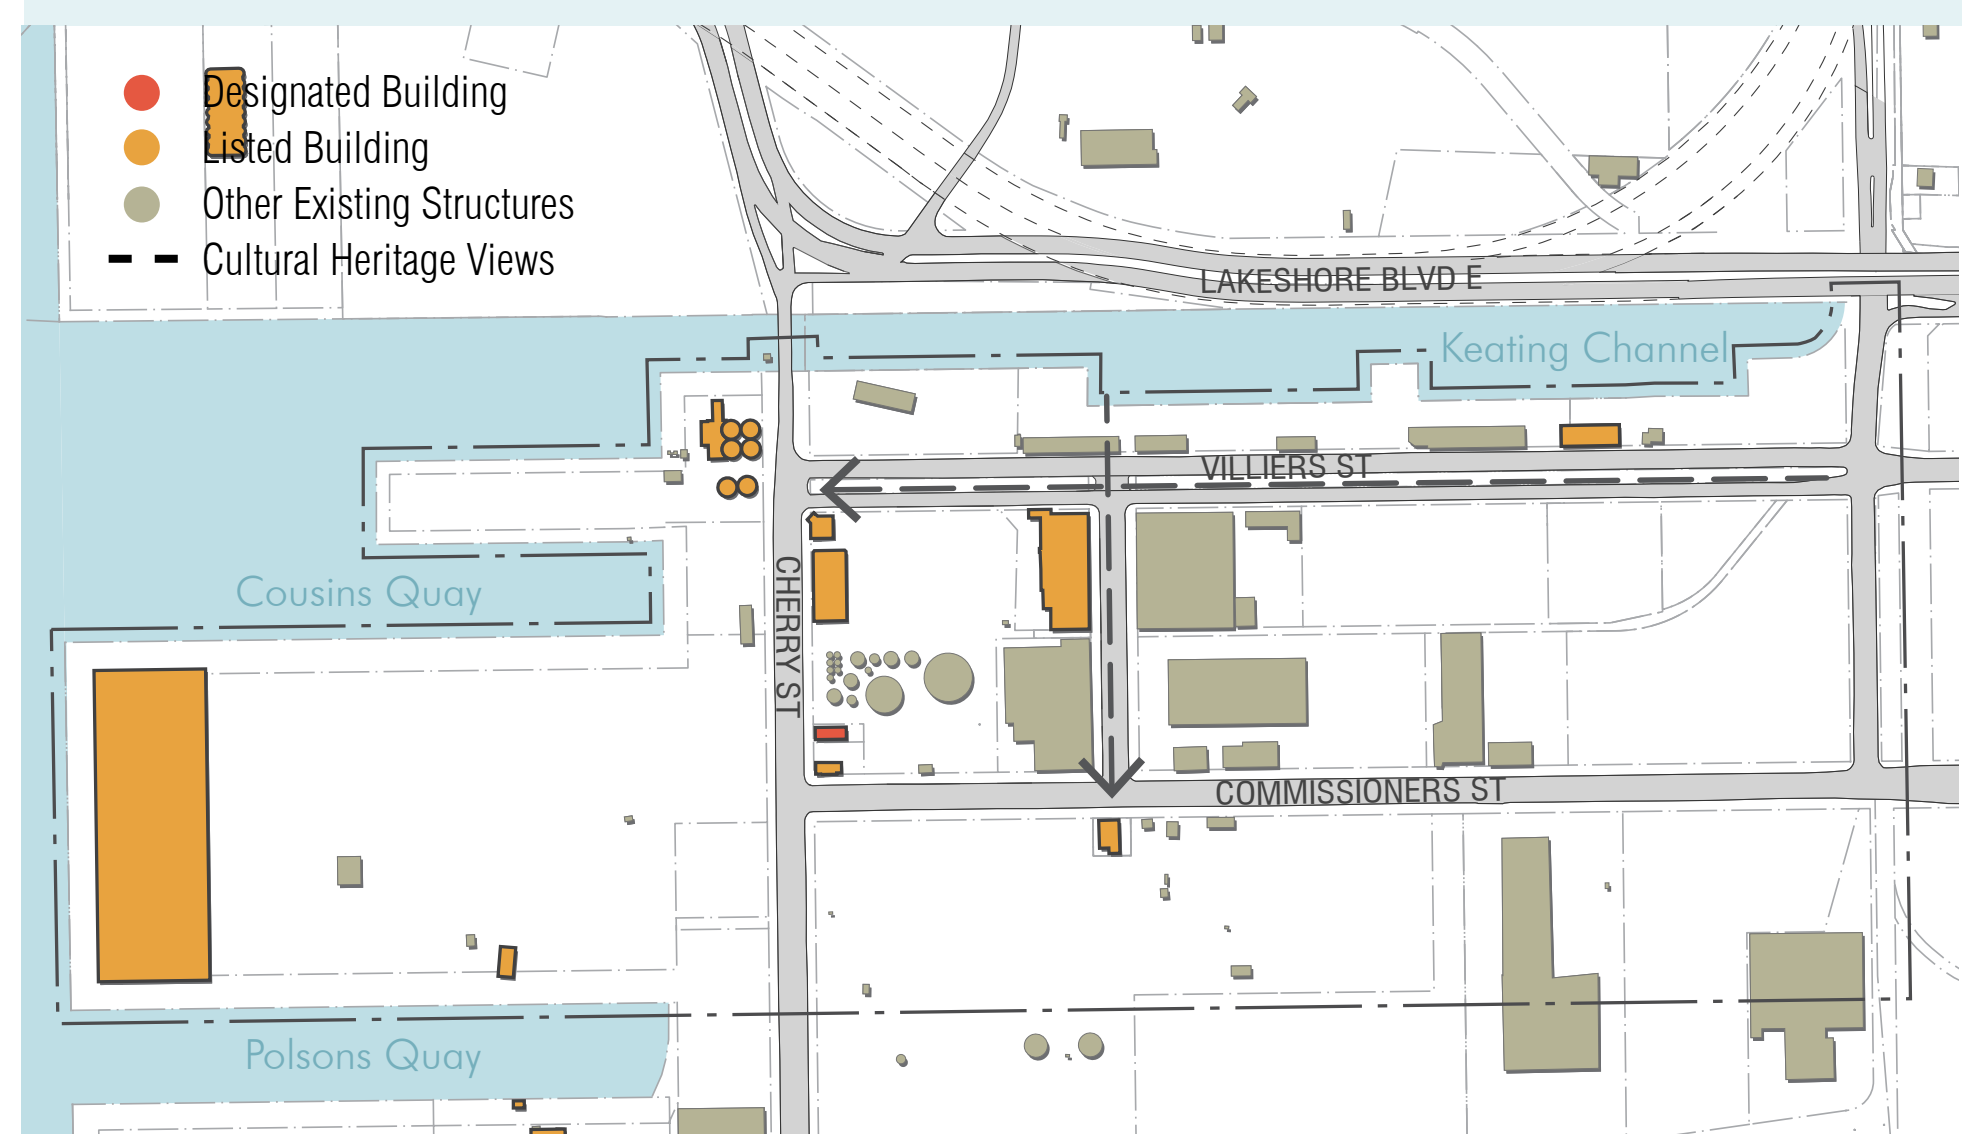 Designated Building
Listed Building
Other Existing Structures
Cultural Heritage Views
LAKESHORE BLVD E
Keating Channel
VILLIERS ST
Cousins Quay
CHERRY ST
COMMISSIONERS ST
Polsons Quay